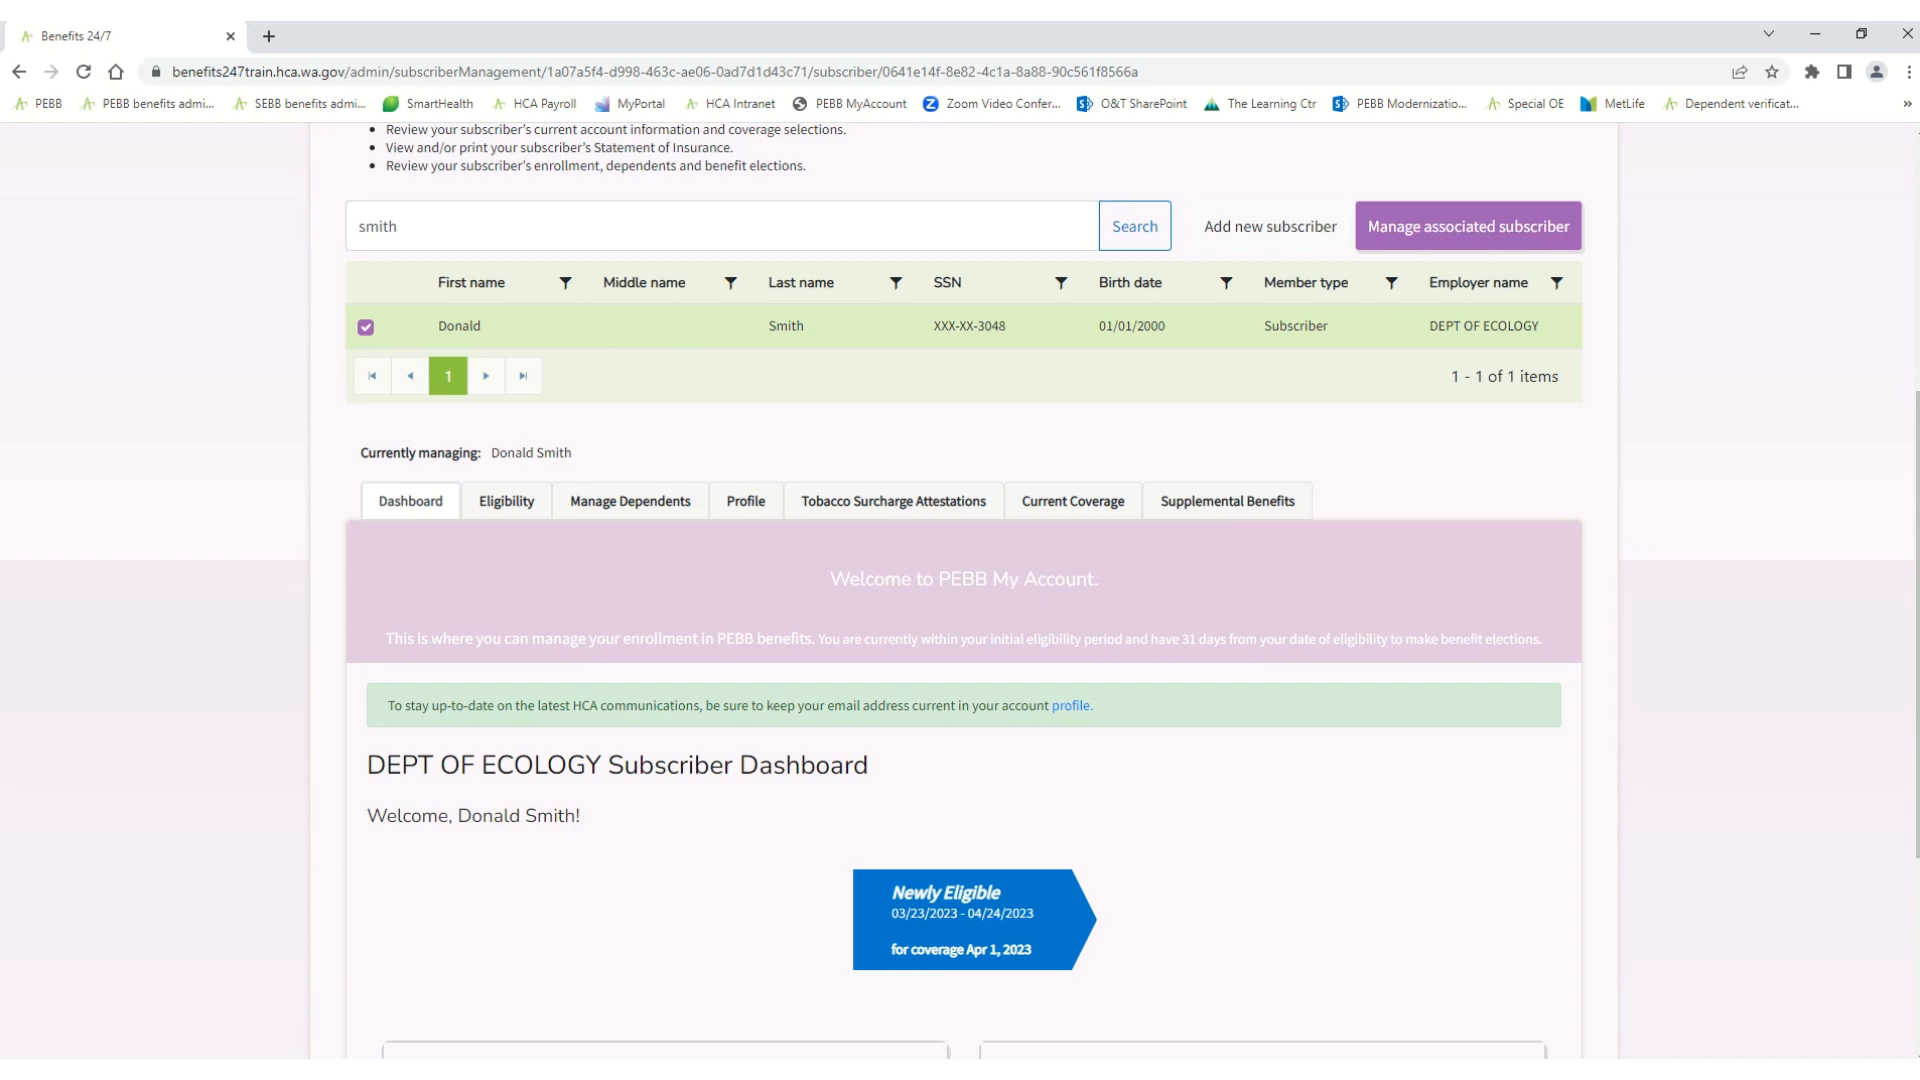 Benefits 24/7
benefits247train.hca.wa.gov/admin/subscriberManagement/1a07a5f4-d998-463c-ae06-0ad7d1d43c71/subscriber/0641e14f-8e82-4c1a-8a88-90c561f8566a
PEBB PEBB benefits admi... SEBB benefits admi... SmartHealth HCA Payroll MyPortal HCA Intranet PEBB MyAccount Zoom Video Confer... O&T SharePoint The Learning Ctr PEBB Modernizatio... Special OE MetLife Dependent verificat... »
• Review your subscriber's current account information and coverage selections.
• View and/or print your subscriber's Statement of Insurance.
• Review your subscriber's enrollment, dependents and benefit elections.
smith Search Add new subscriber Manage associated subscriber
First name Middle name Last name SSN Birth date Member type Employer name
Donald Smith XXX-XX-3048 01/01/2000 Subscriber DEPT OF ECOLOGY
1 1 - 1 of 1 items
Currently managing: Donald Smith
Dashboard Eligibility Manage Dependents Profile Tobacco Surcharge Attestations Current Coverage Supplemental Benefits
Welcome to PEBB My Account.
This is where you can manage your enrollment in PEBB benefits. You are currently within your initial eligibility period and have 31 days from your date of eligibility to make benefit elections.
To stay up-to-date on the latest HCA communications, be sure to keep your email address current in your account profile.
DEPT OF ECOLOGY Subscriber Dashboard
Welcome, Donald Smith!
Newly Eligible
03/23/2023 - 04/24/2023
for coverage Apr 1, 2023